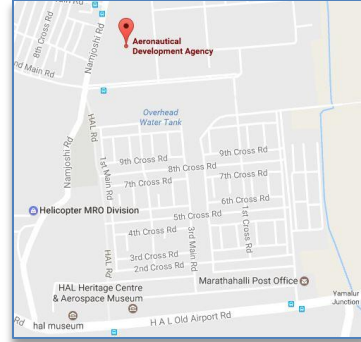 8th Cross Rd
Main Rd
nd Main Rd
Namjoshi Rd
Aeronautical
Development Agency
Overhead
Water Tank
HAL Rd
1st Main Rd
9th Cross Rd
9th Cross Rd
8th Cross Rd
7th Cross Rd
7th Cross Rd
Namjoshi Rd
6th Cross Rd
Helicopter MRO Division
5th Cross Rd
1st Cross Rd
4th Cross Rd
3rd Main Rd
HAL Rd
3rd Cross Rd
2nd Cross Rd
HAL Heritage Centre
& Aerospace Museum
Marathahalli Post Office
Yamalur
Junction
Rd
hal museum
H A L Old Airport Rd